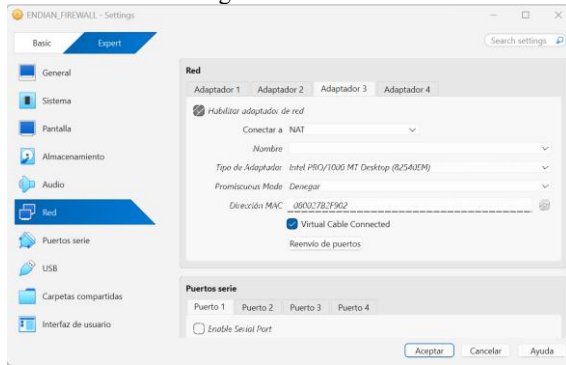 ENDIAN_FIREWALL - Settings
Basic Expert
Search settings
General
Sistema
Pantalla
Almacenamiento
Audio
Red
Puertos serie
USB
Carpetas compartidas
Interfaz de usuario
Red
Adaptador 1 Adaptador 2 Adaptador 3 Adaptador 4
Habilitar adaptador de red
Conectar a NAT
Nombre
Tipo de Adaptador Intel PRO/1000 MT Desktop (82540EM)
Promiscuous Mode Denegar
Dirección MAC 080027B2F902
Virtual Cable Connected
Reenvío de puertos
Puertos serie
Puerto 1 Puerto 2 Puerto 3 Puerto 4
Enable Serial Port
Aceptar Cancelar Ayuda